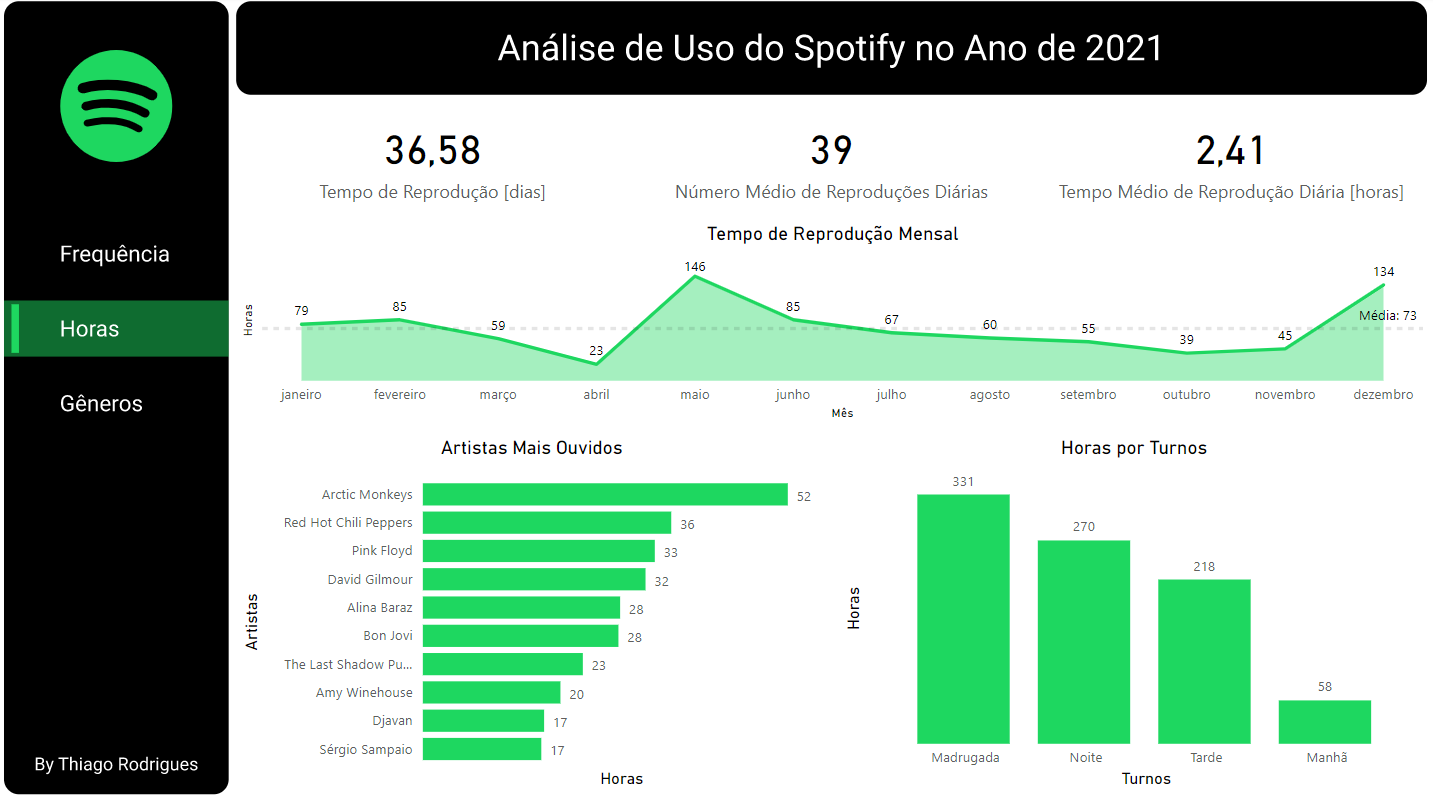 Análise de Uso do Spotify no Ano de 2021
Frequência
Horas
Gêneros
By Thiago Rodrigues
36,58
Tempo de Reprodução [dias]
39
Número Médio de Reproduções Diárias
2,41
Tempo Médio de Reprodução Diária [horas]
Tempo de Reprodução Mensal
Horas
79
85
59
23
146
85
67
60
55
39
45
134
Média: 73
janeiro
fevereiro
março
abril
maio
junho
julho
agosto
setembro
outubro
novembro
dezembro
Mês
Artistas Mais Ouvidos
Artistas
Arctic Monkeys 52
Red Hot Chili Peppers 36
Pink Floyd 33
David Gilmour 32
Alina Baraz 28
Bon Jovi 28
The Last Shadow Pu... 23
Amy Winehouse 20
Djavan 17
Sérgio Sampaio 17
Horas
Horas por Turnos
Horas
331
270
218
58
Madrugada
Noite
Tarde
Manhã
Turnos